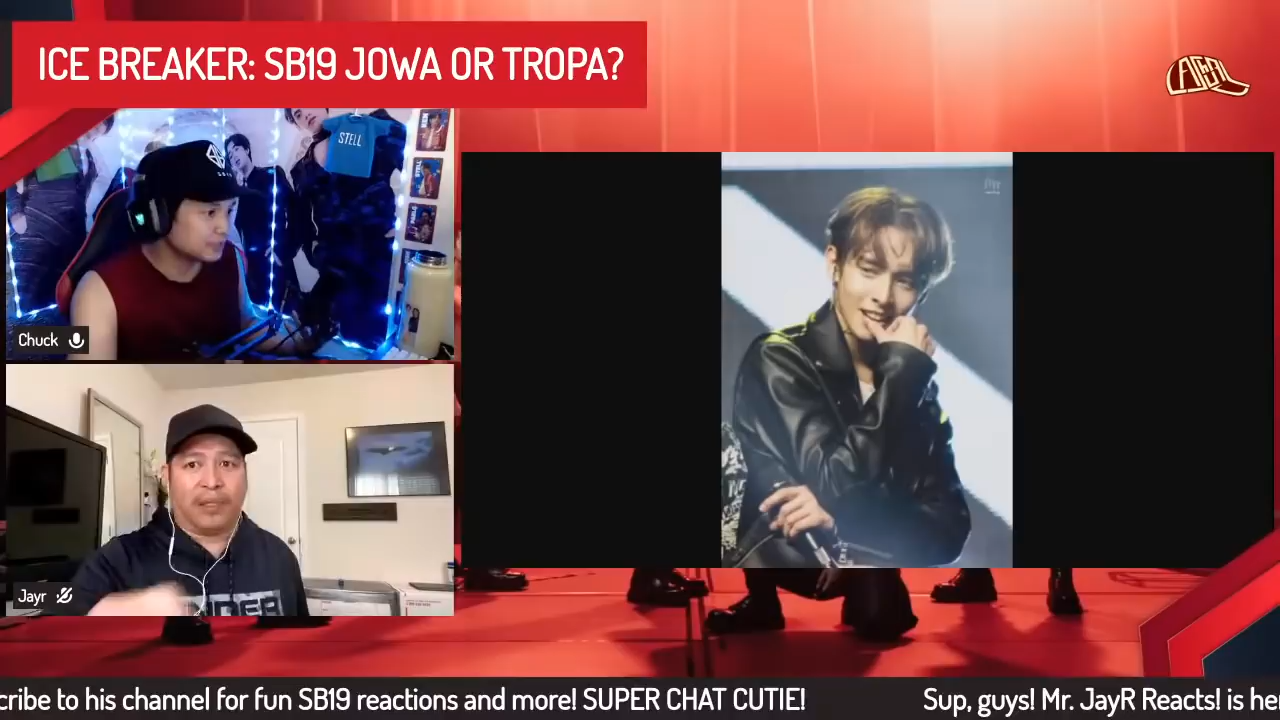 ICE BREAKER: SB19 JOWA OR TROPA?
STELL
Chuck
Jayr
cribe to his channel for fun SB19 reactions and more! SUPER CHAT CUTIE! Sup, guys! Mr. JayR Reacts! is he